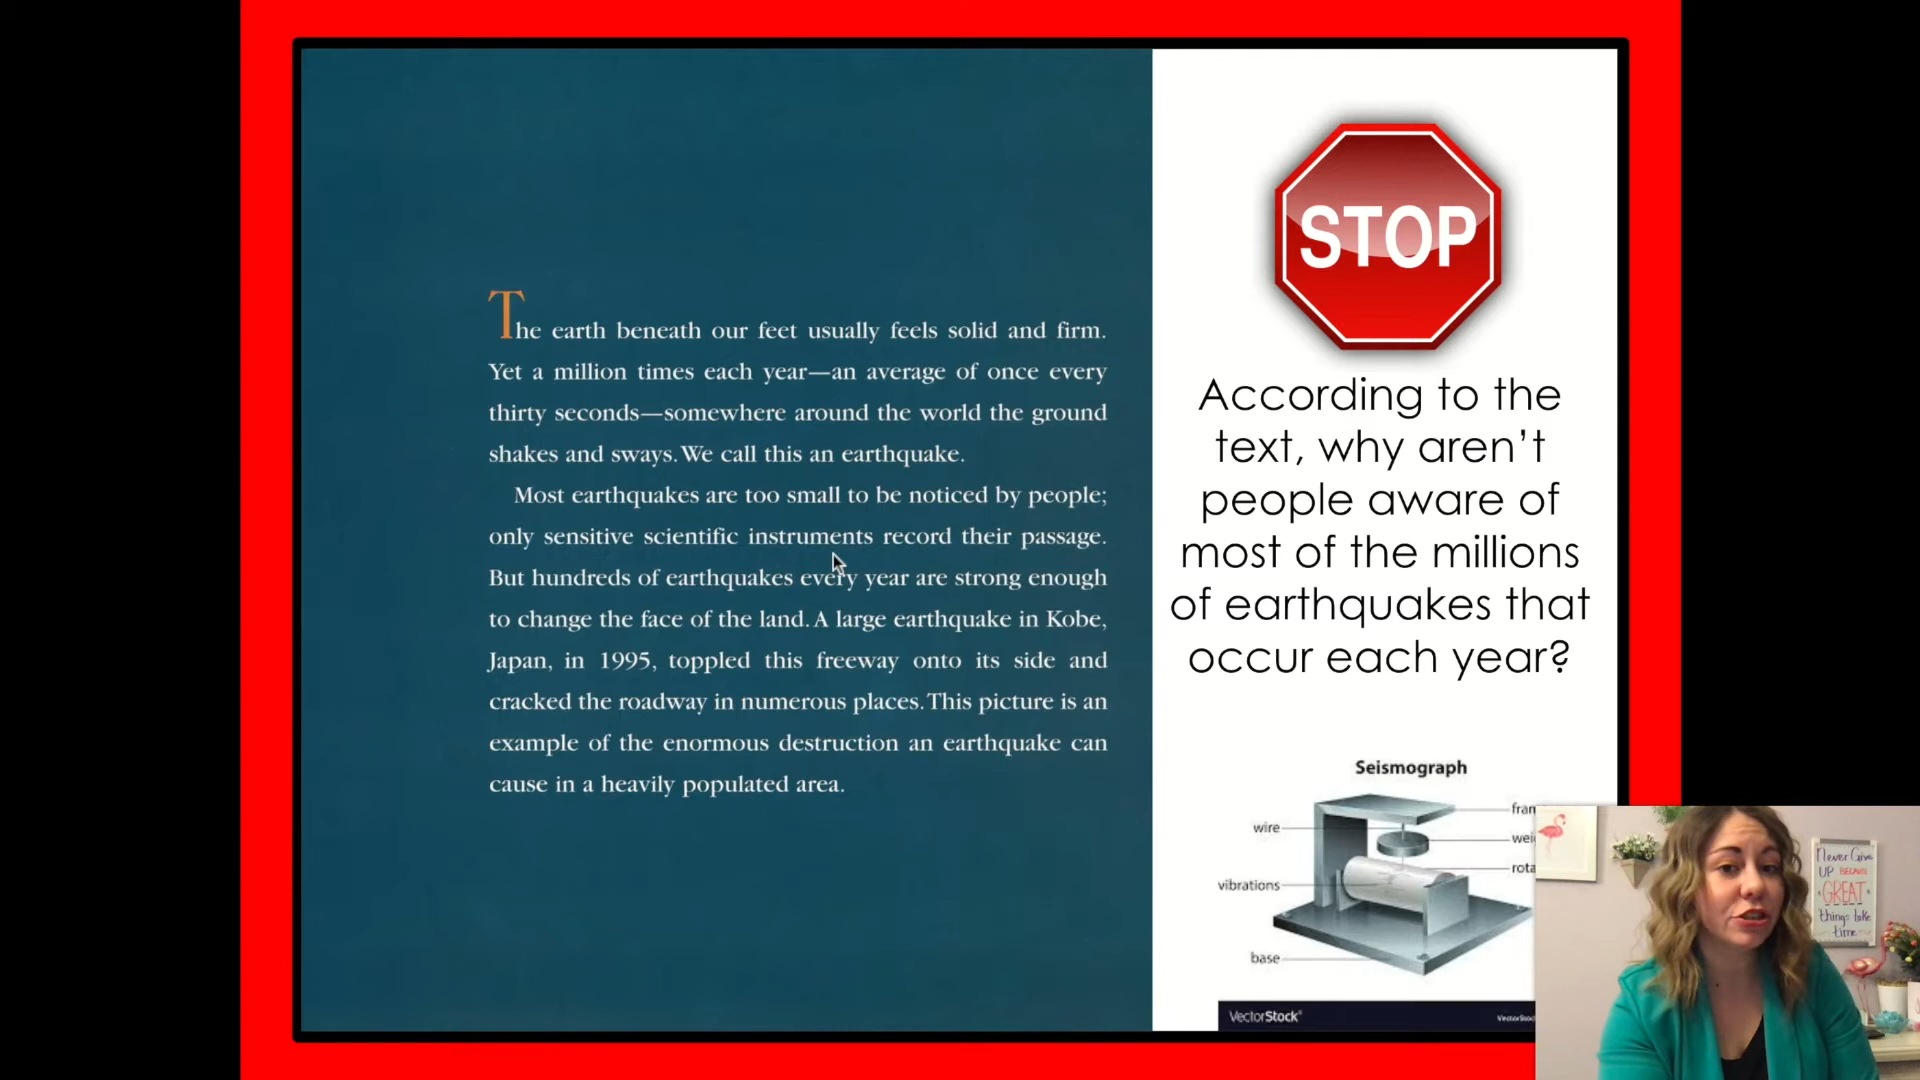 The earth beneath our feet usually feels solid and firm.
Yet a million times each year—an average of once every
thirty seconds—somewhere around the world the ground
shakes and sways. We call this an earthquake.
Most earthquakes are too small to be noticed by people;
only sensitive scientific instruments record their passage.
But hundreds of earthquakes every year are strong enough
to change the face of the land. A large earthquake in Kobe,
Japan, in 1995, toppled this freeway onto its side and
cracked the roadway in numerous places. This picture is an
example of the enormous destruction an earthquake can
cause in a heavily populated area.
STOP
According to the
text, why aren't
people aware of
most of the millions
of earthquakes that
occur each year?
Seismograph
wire
vibrations
base
VectorStock®
Never Give
UP BECAUSE
GREAT
things take
time